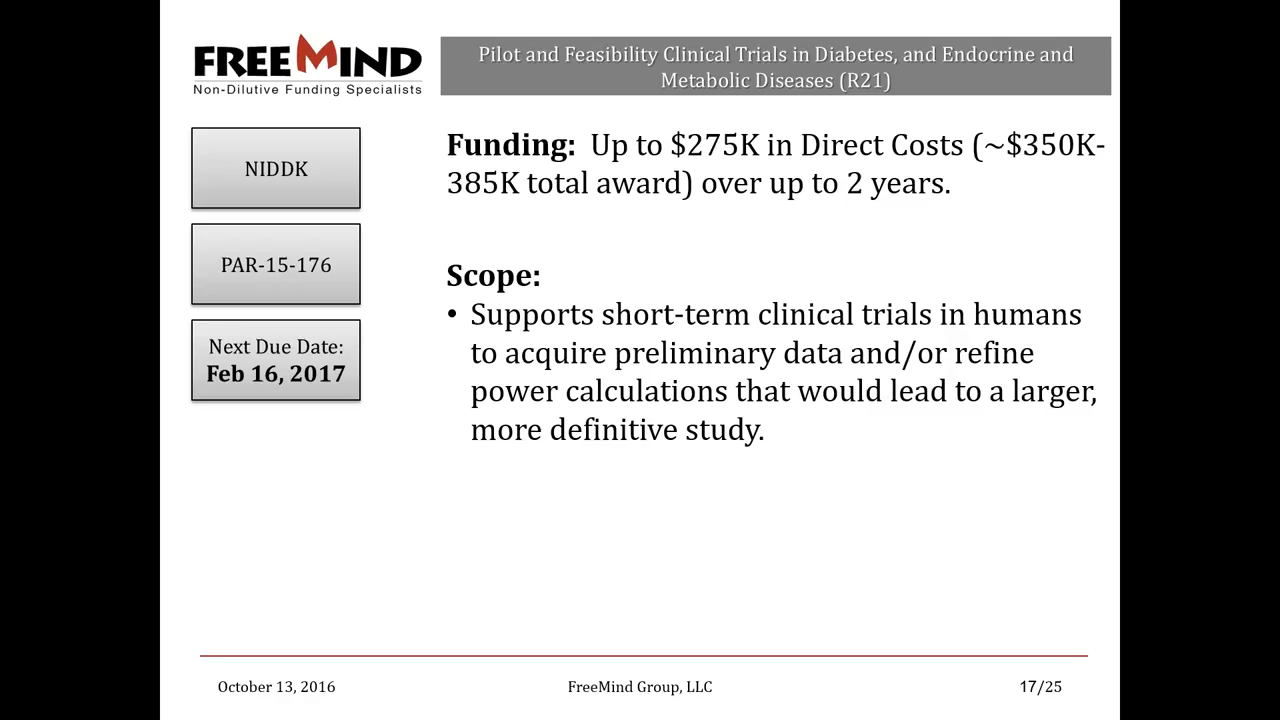 FREEMIND
Non-Dilutive Funding Specialists
Pilot and Feasibility Clinical Trials in Diabetes, and Endocrine and
Metabolic Diseases (R21)
NIDDK
PAR-15-176
Next Due Date:
Feb 16, 2017
Funding: Up to $275K in Direct Costs (~$350K-
385K total award) over up to 2 years.
Scope:
• Supports short-term clinical trials in humans
to acquire preliminary data and/or refine
power calculations that would lead to a larger,
more definitive study.
October 13, 2016
FreeMind Group, LLC
17/25